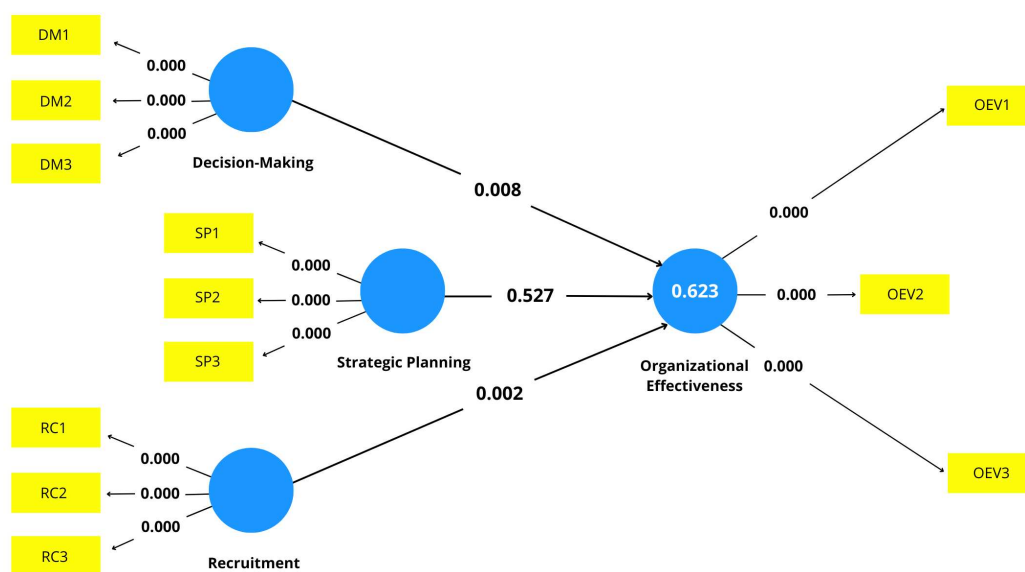 DM1
0.000
DM2
0.000
DM3
0.000
Decision-Making
0.008
SP1
0.000
SP2
0.000
SP3
0.000
Strategic Planning
0.527
RC1
0.000
RC2
0.000
RC3
0.000
Recruitment
0.002
0.623
Organizational
Effectiveness
OEV1
0.000
OEV2
0.000
OEV3
0.000